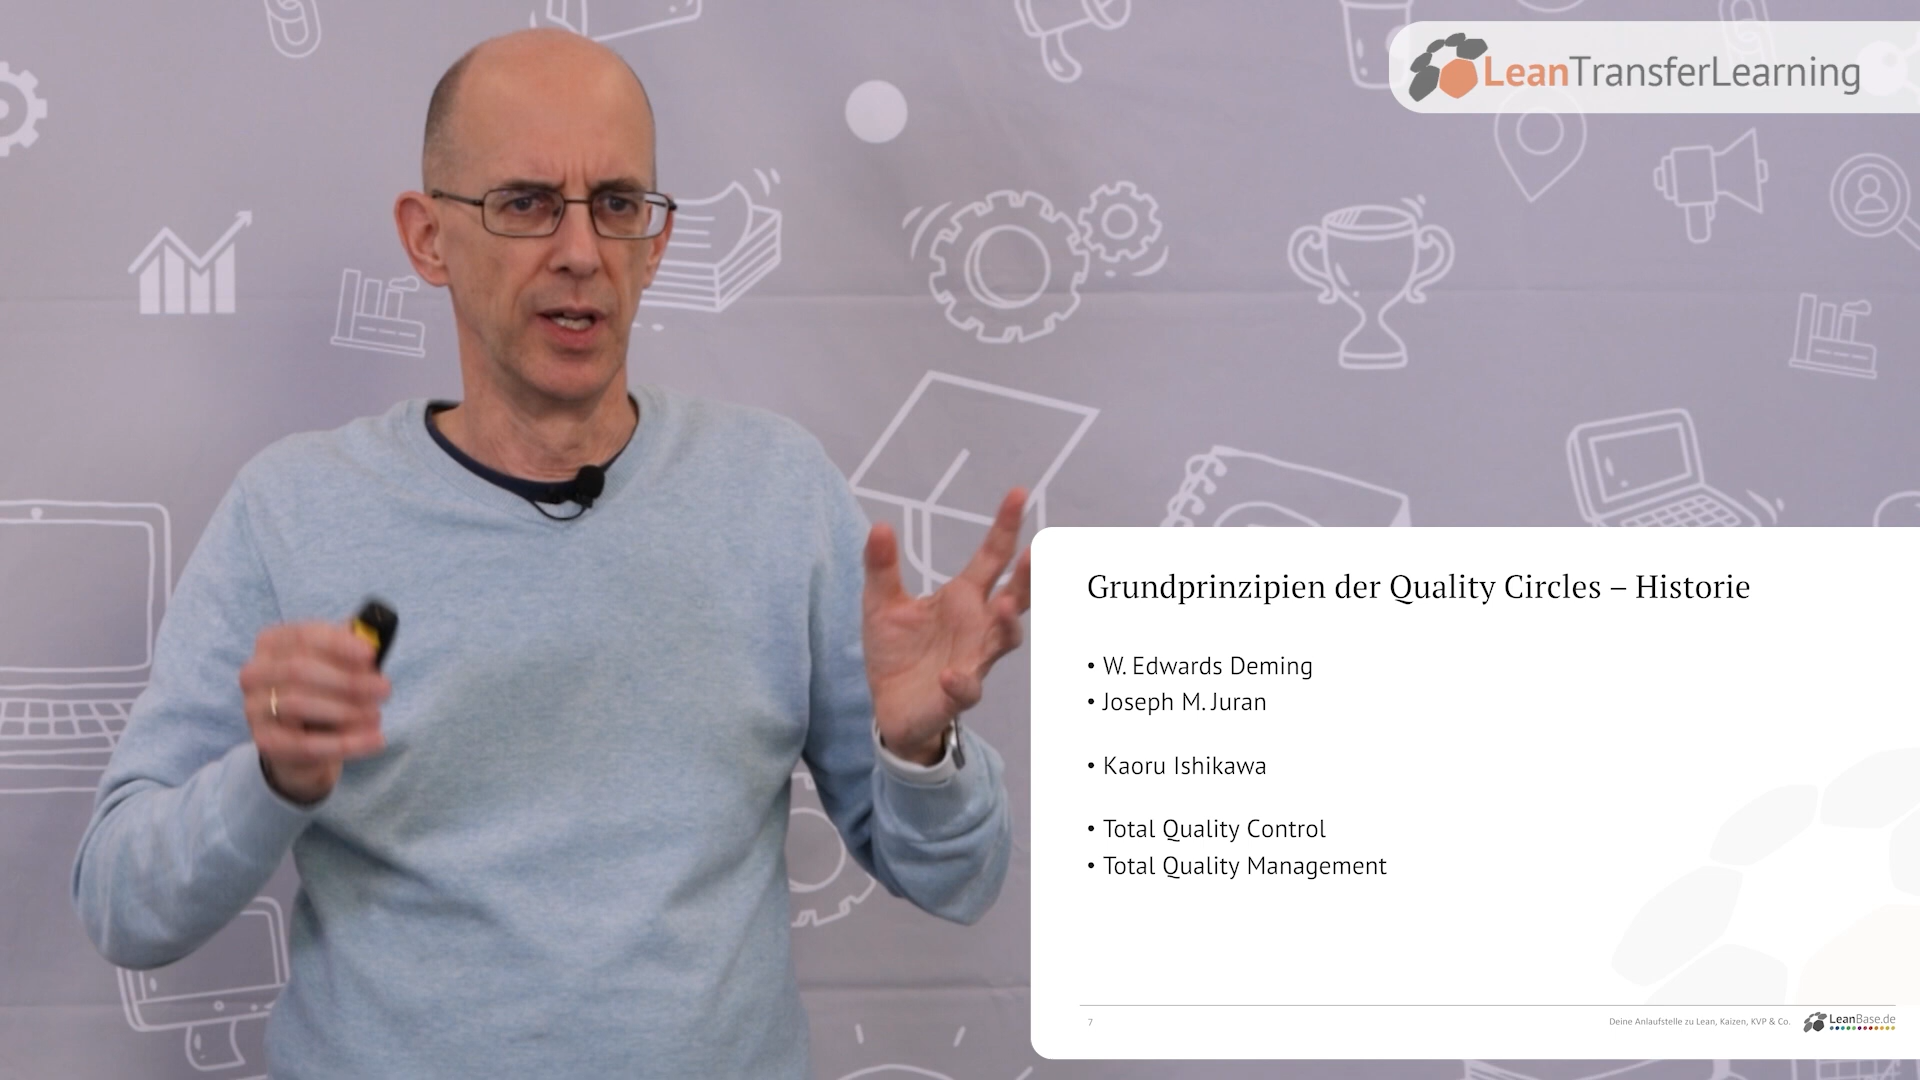 LeanTransferLearning
Grundprinzipien der Quality Circles – Historie
• W. Edwards Deming
• Joseph M. Juran
• Kaoru Ishikawa
• Total Quality Control
• Total Quality Management
7
Deine Anlaufstelle zu Lean, Kaizen, KVP & Co.
LeanBase.de